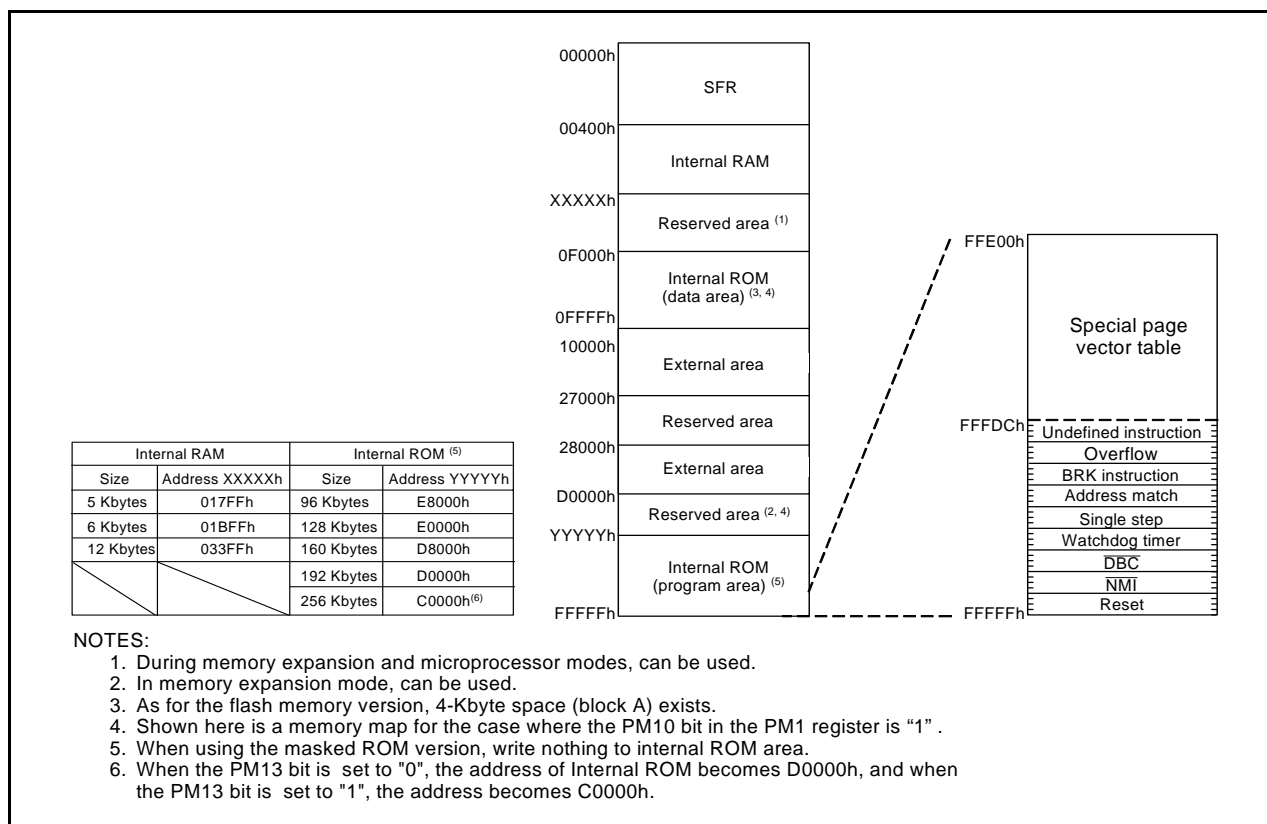 00000h
SFR
00400h
Internal RAM
XXXXXh
Reserved area (1)
0F000h
Internal ROM
(data area) (3, 4)
0FFFFh
10000h
External area
27000h
Reserved area
28000h
External area
D0000h
Reserved area (2, 4)
YYYYYh
Internal ROM
(program area) (5)
FFFFFh
FFE00h
Special page
vector table
FFFDCh
Undefined instruction
Overflow
BRK instruction
Address match
Single step
Watchdog timer
DBC
NMI
Reset
FFFFFh
Internal RAM Internal ROM (5)
Size Address XXXXXh Size Address YYYYYh
5 Kbytes 017FFh 96 Kbytes E8000h
6 Kbytes 01BFFh 128 Kbytes E0000h
12 Kbytes 033FFh 160 Kbytes D8000h
192 Kbytes D0000h
256 Kbytes C0000h(6)
NOTES:
1. During memory expansion and microprocessor modes, can be used.
2. In memory expansion mode, can be used.
3. As for the flash memory version, 4-Kbyte space (block A) exists.
4. Shown here is a memory map for the case where the PM10 bit in the PM1 register is “1” .
5. When using the masked ROM version, write nothing to internal ROM area.
6. When the PM13 bit is set to "0", the address of Internal ROM becomes D0000h, and when
the PM13 bit is set to "1", the address becomes C0000h.